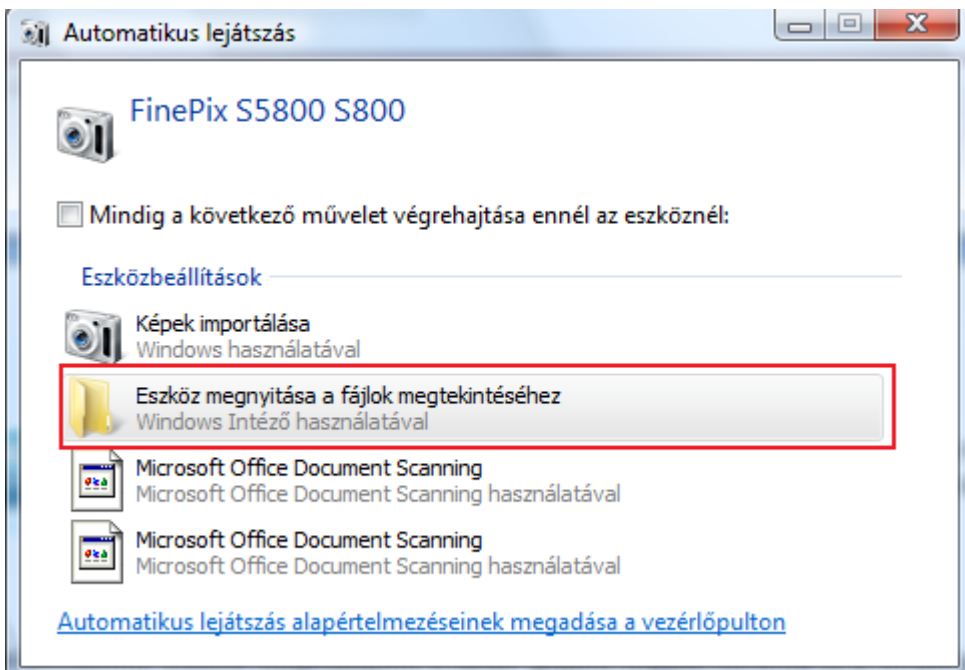 Automatikus lejátszás
FinePix S5800 S800
Mindig a következő művelet végrehajtása ennél az eszköznél:
Eszközbeállítások
Képek importálása
Windows használatával
Eszköz megnyitása a fájlok megtekintéséhez
Windows Intéző használatával
Microsoft Office Document Scanning
Microsoft Office Document Scanning használatával
Microsoft Office Document Scanning
Microsoft Office Document Scanning használatával
Automatikus lejátszás alapértelmezéseinek megadása a vezérlőpulton